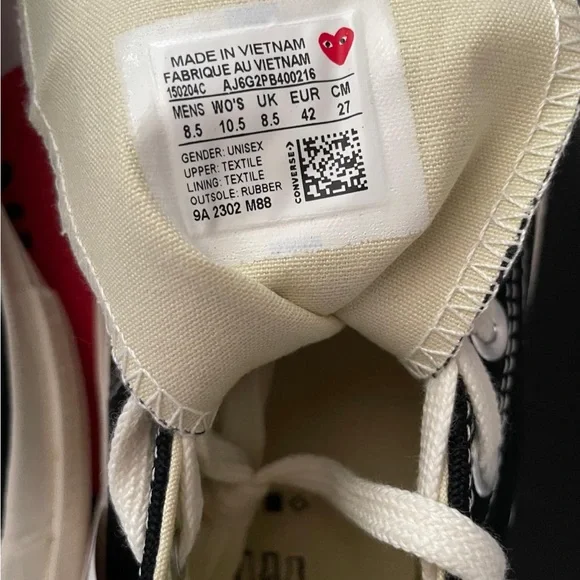 MADE IN VIETNAM
FABRIQUE AU VIETNAM
150204C AJ6G2PB400216
MENS WO'S UK EUR CM
8.5 10.5 8.5 42 27
GENDER: UNISEX
UPPER: TEXTILE
LINING: TEXTILE
OUTSOLE: RUBBER
9A 2302 M88
CONVERSE